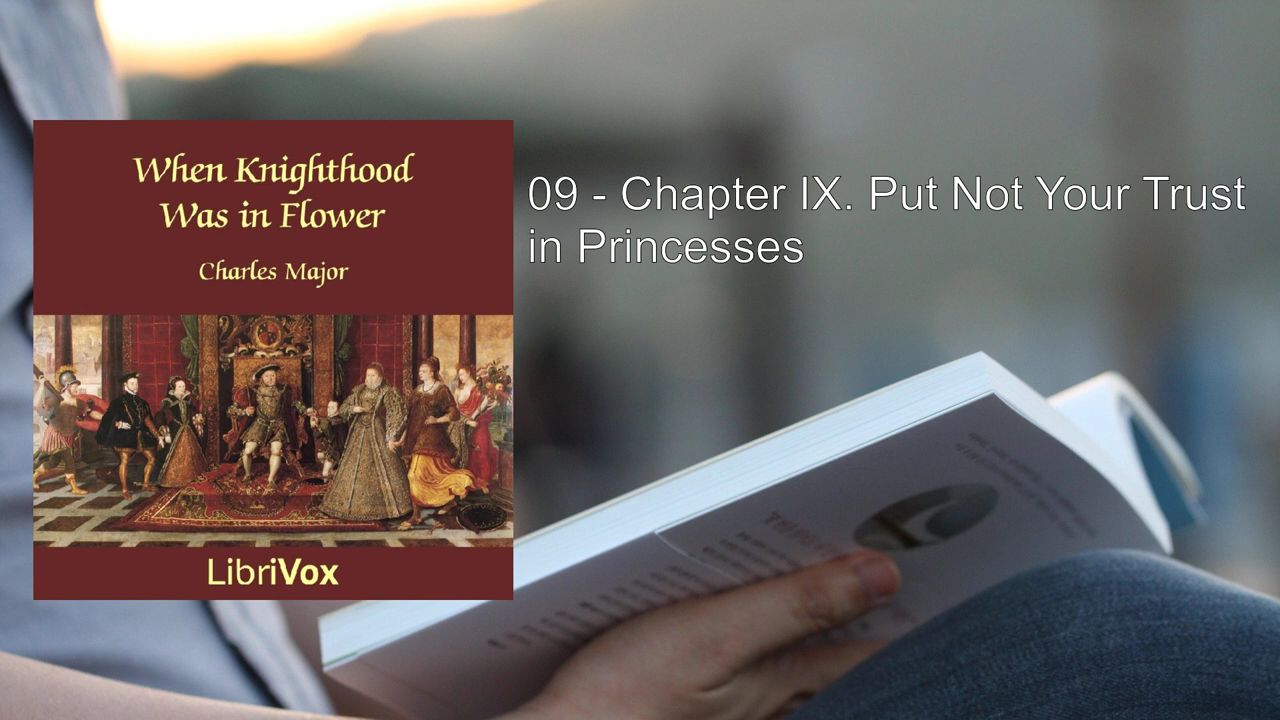 When Knighthood
Was in Flower
Charles Major
LibriVox
09 - Chapter IX. Put Not Your Trust
in Princesses